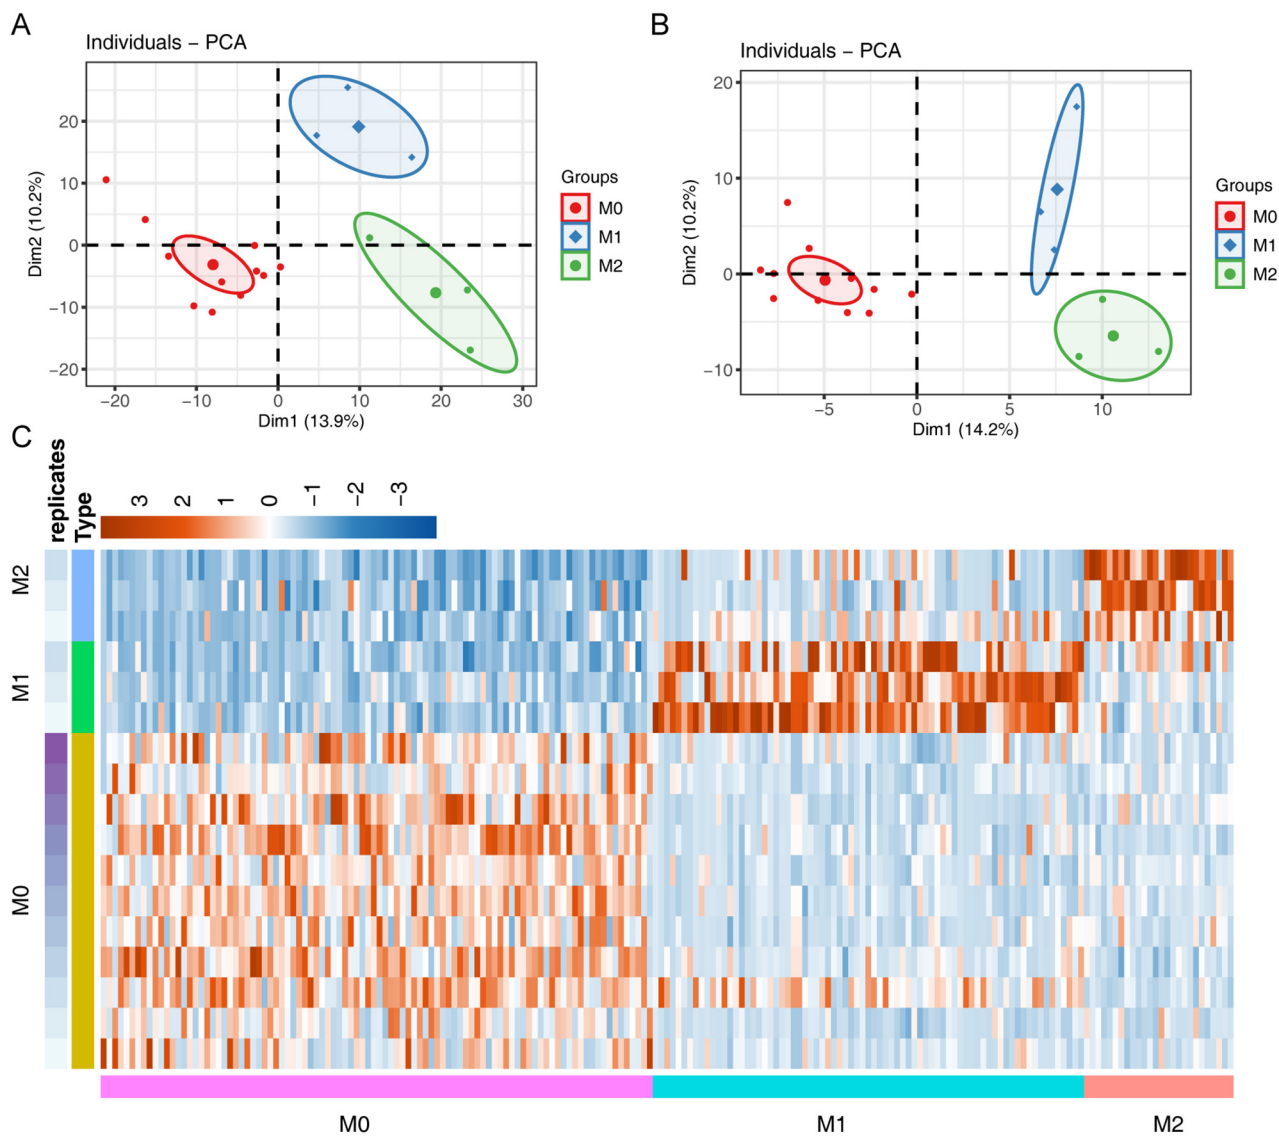 A
Individuals – PCA
Dim2 (10.2%)
20
10
0
−10
−20
−20
−10
0
10
20
30
Dim1 (13.9%)
Groups
M0
M1
M2
B
Individuals – PCA
Dim2 (10.2%)
20
10
0
−10
−5
0
5
10
Dim1 (14.2%)
Groups
M0
M1
M2
C
replicates
Type
3
2
1
0
−1
−2
−3
M2
M1
M0
M0
M1
M2